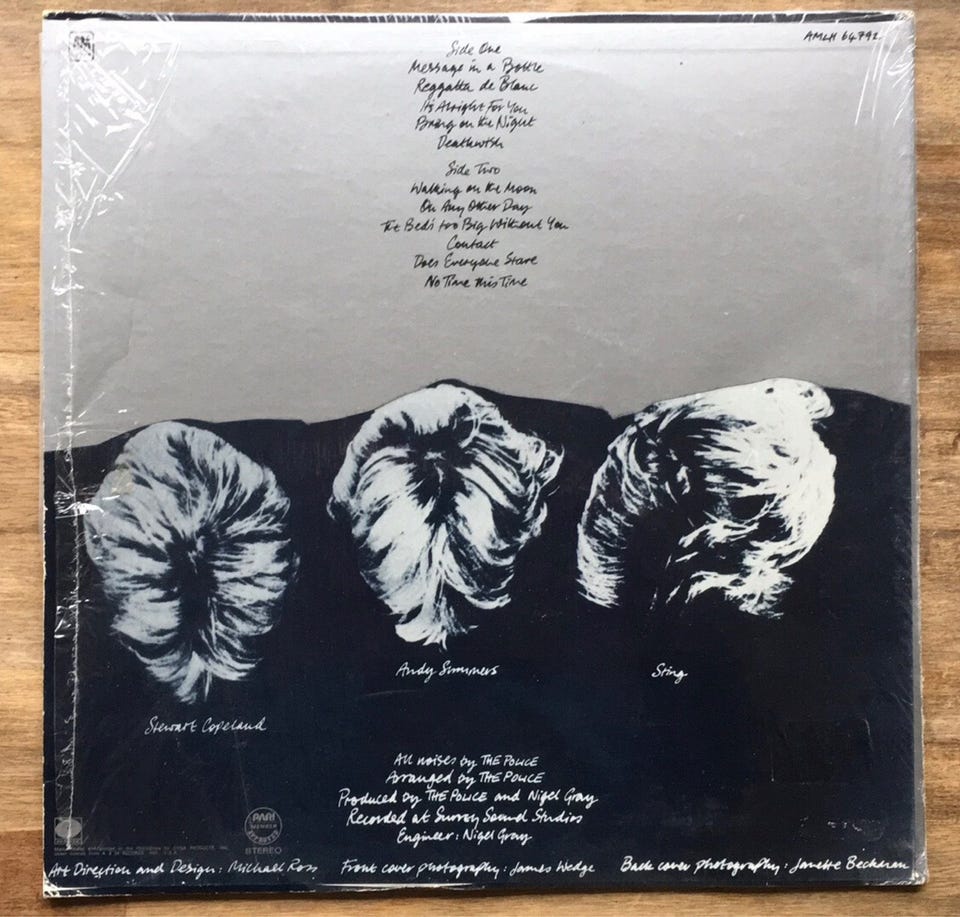 A&M
AMLH 64792
Side One
Message in a Bottle
Reggatta de Blanc
It's Alright For You
Bring on the Night
Deathwish
Side Two
Walking on the Moon
On Any Other Day
The Bed's too Big Without You
Contact
Does Everyone Stare
No Time this Time
Stewart Copeland
Andy Summers
Sting
All noises by THE POLICE
Arranged by THE POLICE
Produced by THE POLICE and Nigel Gray
Recorded at Surrey Sound Studios
Engineer: Nigel Gray
PARI
MEMBER
STEREO
Art Direction and Design: Michael Ross
Front cover photography: James Wedge
Back cover photography: Janette Beckman